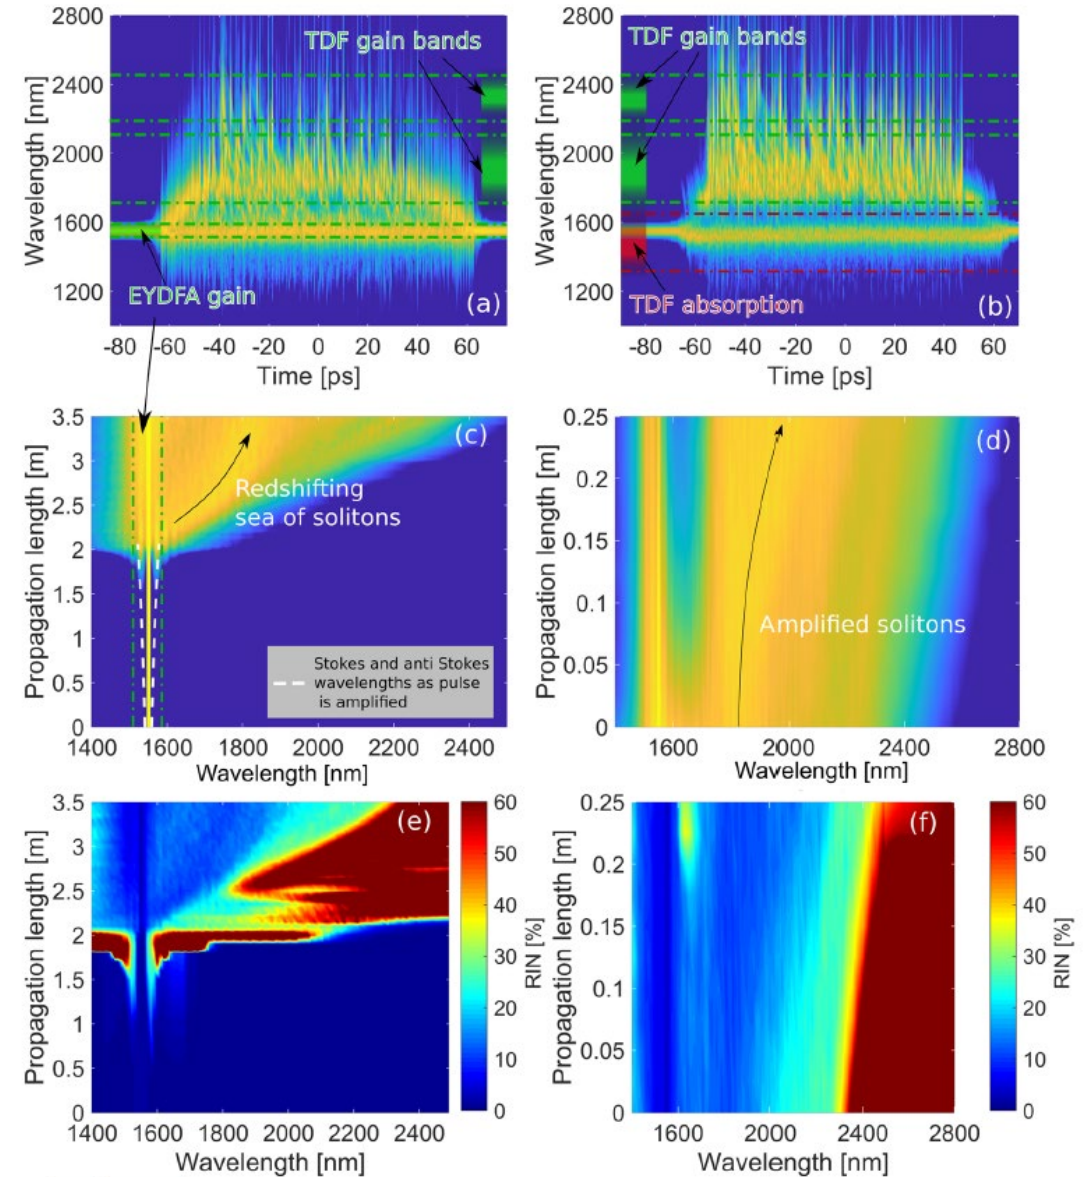 2800
2400
2000
1600
1200
Wavelength [nm]
TDF gain bands
EYDFA gain
(a)
-80 -60 -40 -20 0 20 40 60
Time [ps]
2800
2400
2000
1600
1200
Wavelength [nm]
TDF gain bands
TDF absorption
(b)
-80 -60 -40 -20 0 20 40 60
Time [ps]
3.5
3
2.5
2
1.5
1
0.5
0
Propagation length [m]
(c)
Redshifting
sea of solitons
Stokes and anti Stokes
wavelengths as pulse
is amplified
1400 1600 1800 2000 2200 2400
Wavelength [nm]
0.25
0.2
0.15
0.1
0.05
0
Propagation length [m]
(d)
Amplified solitons
1600 2000 2400 2800
Wavelength [nm]
3.5
3
2.5
2
1.5
1
0.5
0
Propagation length [m]
(e)
1400 1600 1800 2000 2200 2400
Wavelength [nm]
60
50
40
30
20
10
0
RIN [%]
0.25
0.2
0.15
0.1
0.05
0
Propagation length [m]
(f)
1600 2000 2400 2800
Wavelength [nm]
60
50
40
30
20
10
0
RIN [%]